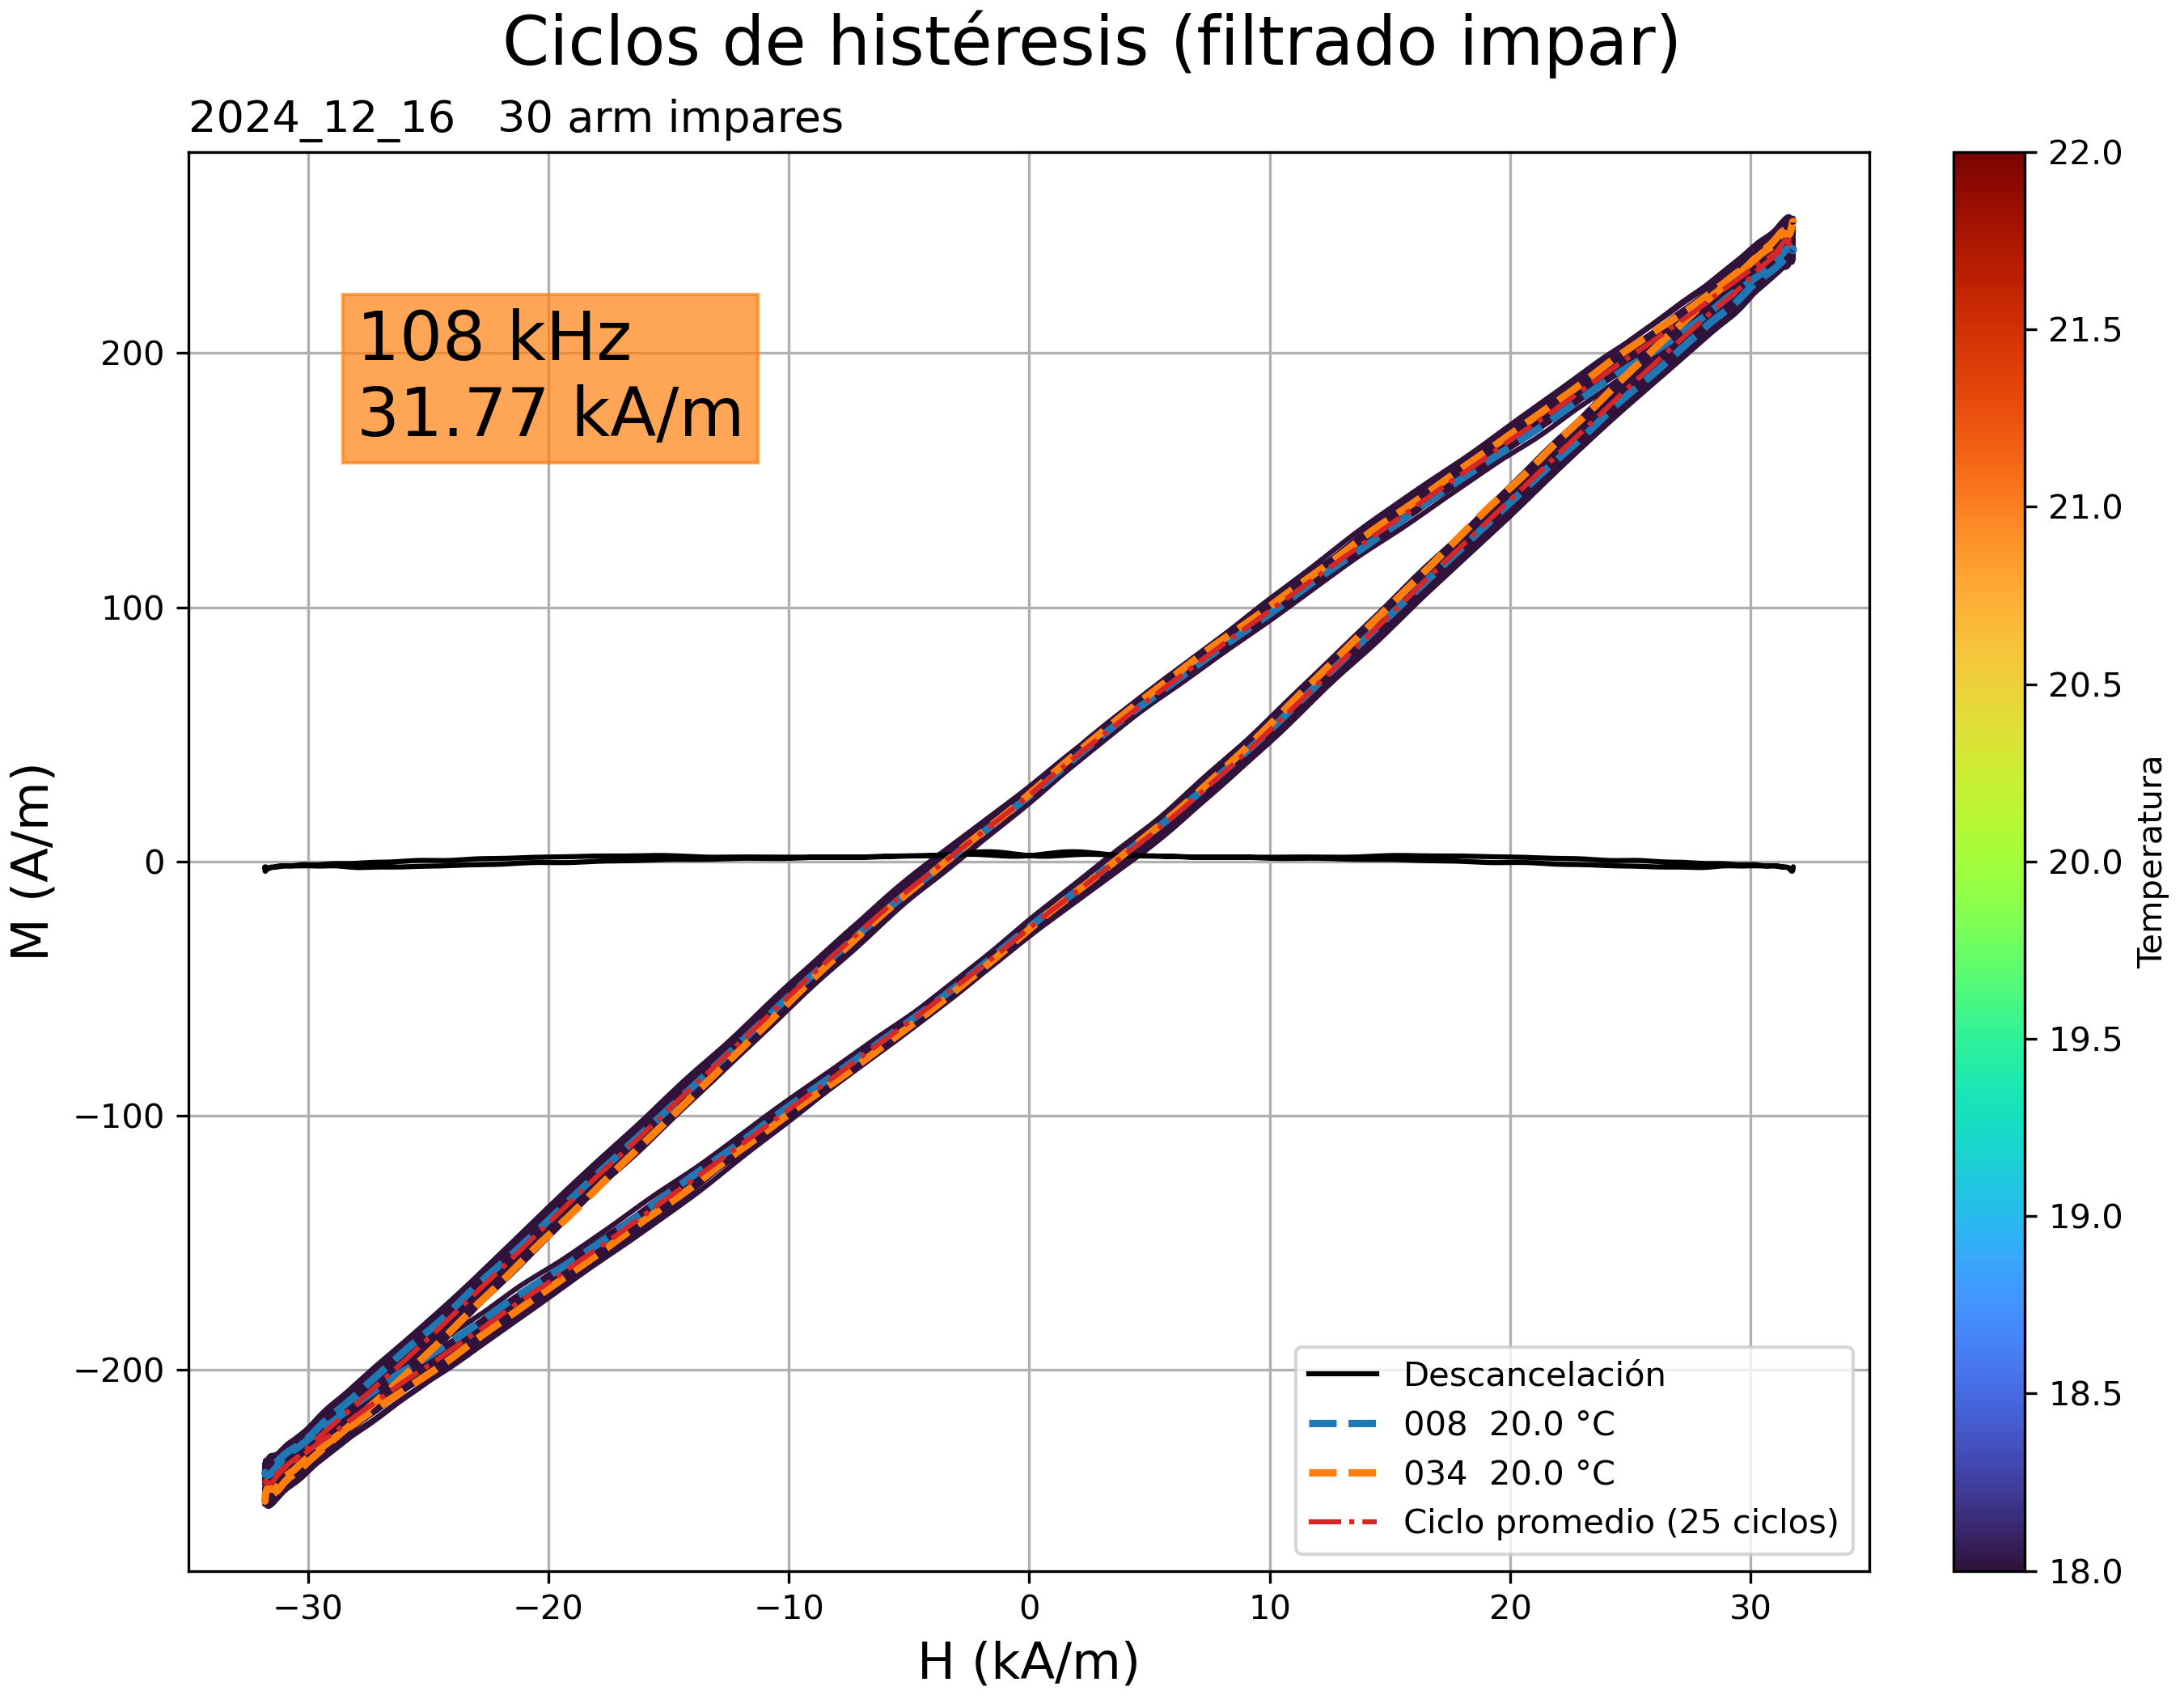 Ciclos de histéresis (filtrado impar)
2024_12_16   30 arm impares
108 kHz
31.77 kA/m
M (A/m)
200
100
0
−100
−200
−30
−20
−10
0
10
20
30
H (kA/m)
Descancelación
008  20.0 °C
034  20.0 °C
Ciclo promedio (25 ciclos)
22.0
21.5
21.0
20.5
20.0
19.5
19.0
18.5
18.0
Temperatura